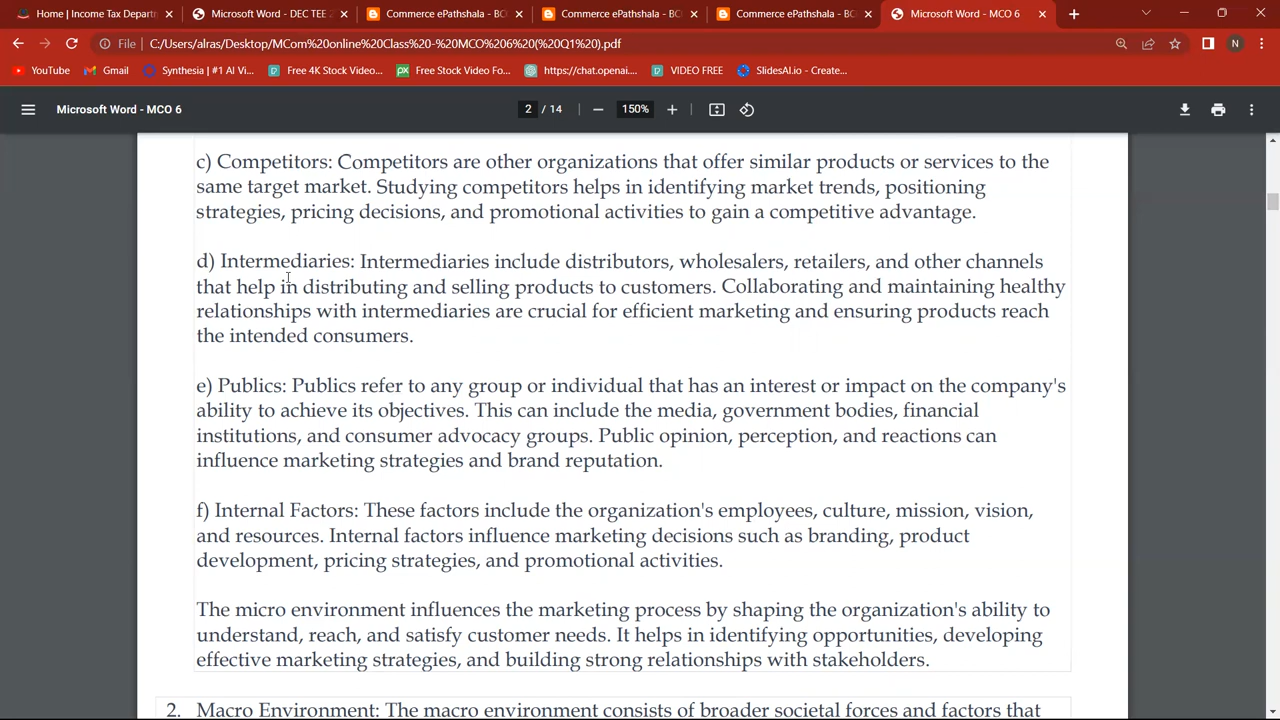 Home | Income Tax Departm
Microsoft Word - DEC TEE 2
Commerce ePathshala - BC
Commerce ePathshala - BC
Commerce ePathshala - BC
Microsoft Word - MCO 6
File C:/Users/alras/Desktop/MCom%20online%20Class%20-%20MCO%206%20(%20Q1%20).pdf
N
YouTube
Gmail
Synthesia | #1 AI Vi...
Free 4K Stock Video...
Free Stock Video Fo...
https://chat.openai....
VIDEO FREE
SlidesAI.io - Create...
Microsoft Word - MCO 6
2 / 14
150%
c) Competitors: Competitors are other organizations that offer similar products or services to the
same target market. Studying competitors helps in identifying market trends, positioning
strategies, pricing decisions, and promotional activities to gain a competitive advantage.
d) Intermediaries: Intermediaries include distributors, wholesalers, retailers, and other channels
that help in distributing and selling products to customers. Collaborating and maintaining healthy
relationships with intermediaries are crucial for efficient marketing and ensuring products reach
the intended consumers.
e) Publics: Publics refer to any group or individual that has an interest or impact on the company's
ability to achieve its objectives. This can include the media, government bodies, financial
institutions, and consumer advocacy groups. Public opinion, perception, and reactions can
influence marketing strategies and brand reputation.
f) Internal Factors: These factors include the organization's employees, culture, mission, vision,
and resources. Internal factors influence marketing decisions such as branding, product
development, pricing strategies, and promotional activities.
The micro environment influences the marketing process by shaping the organization's ability to
understand, reach, and satisfy customer needs. It helps in identifying opportunities, developing
effective marketing strategies, and building strong relationships with stakeholders.
2. Macro Environment: The macro environment consists of broader societal forces and factors that